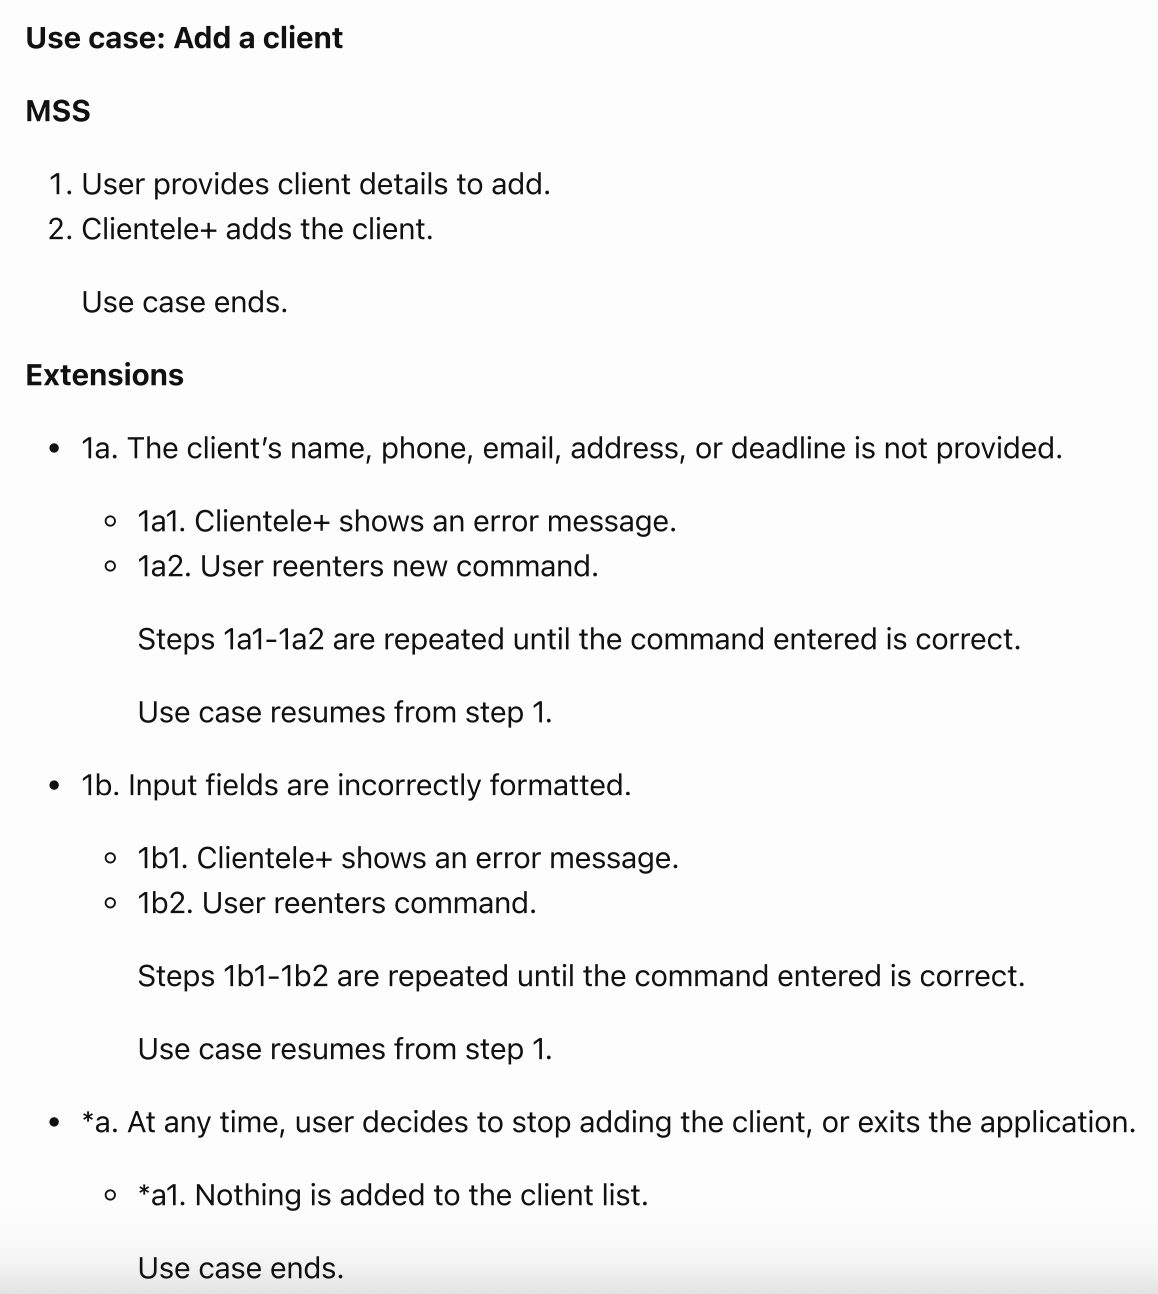 Use case: Add a client
MSS
1. User provides client details to add.
2. Clientele+ adds the client.
Use case ends.
Extensions
• 1a. The client’s name, phone, email, address, or deadline is not provided.
◦ 1a1. Clientele+ shows an error message.
◦ 1a2. User reenters new command.
Steps 1a1-1a2 are repeated until the command entered is correct.
Use case resumes from step 1.
• 1b. Input fields are incorrectly formatted.
◦ 1b1. Clientele+ shows an error message.
◦ 1b2. User reenters command.
Steps 1b1-1b2 are repeated until the command entered is correct.
Use case resumes from step 1.
• *a. At any time, user decides to stop adding the client, or exits the application.
◦ *a1. Nothing is added to the client list.
Use case ends.